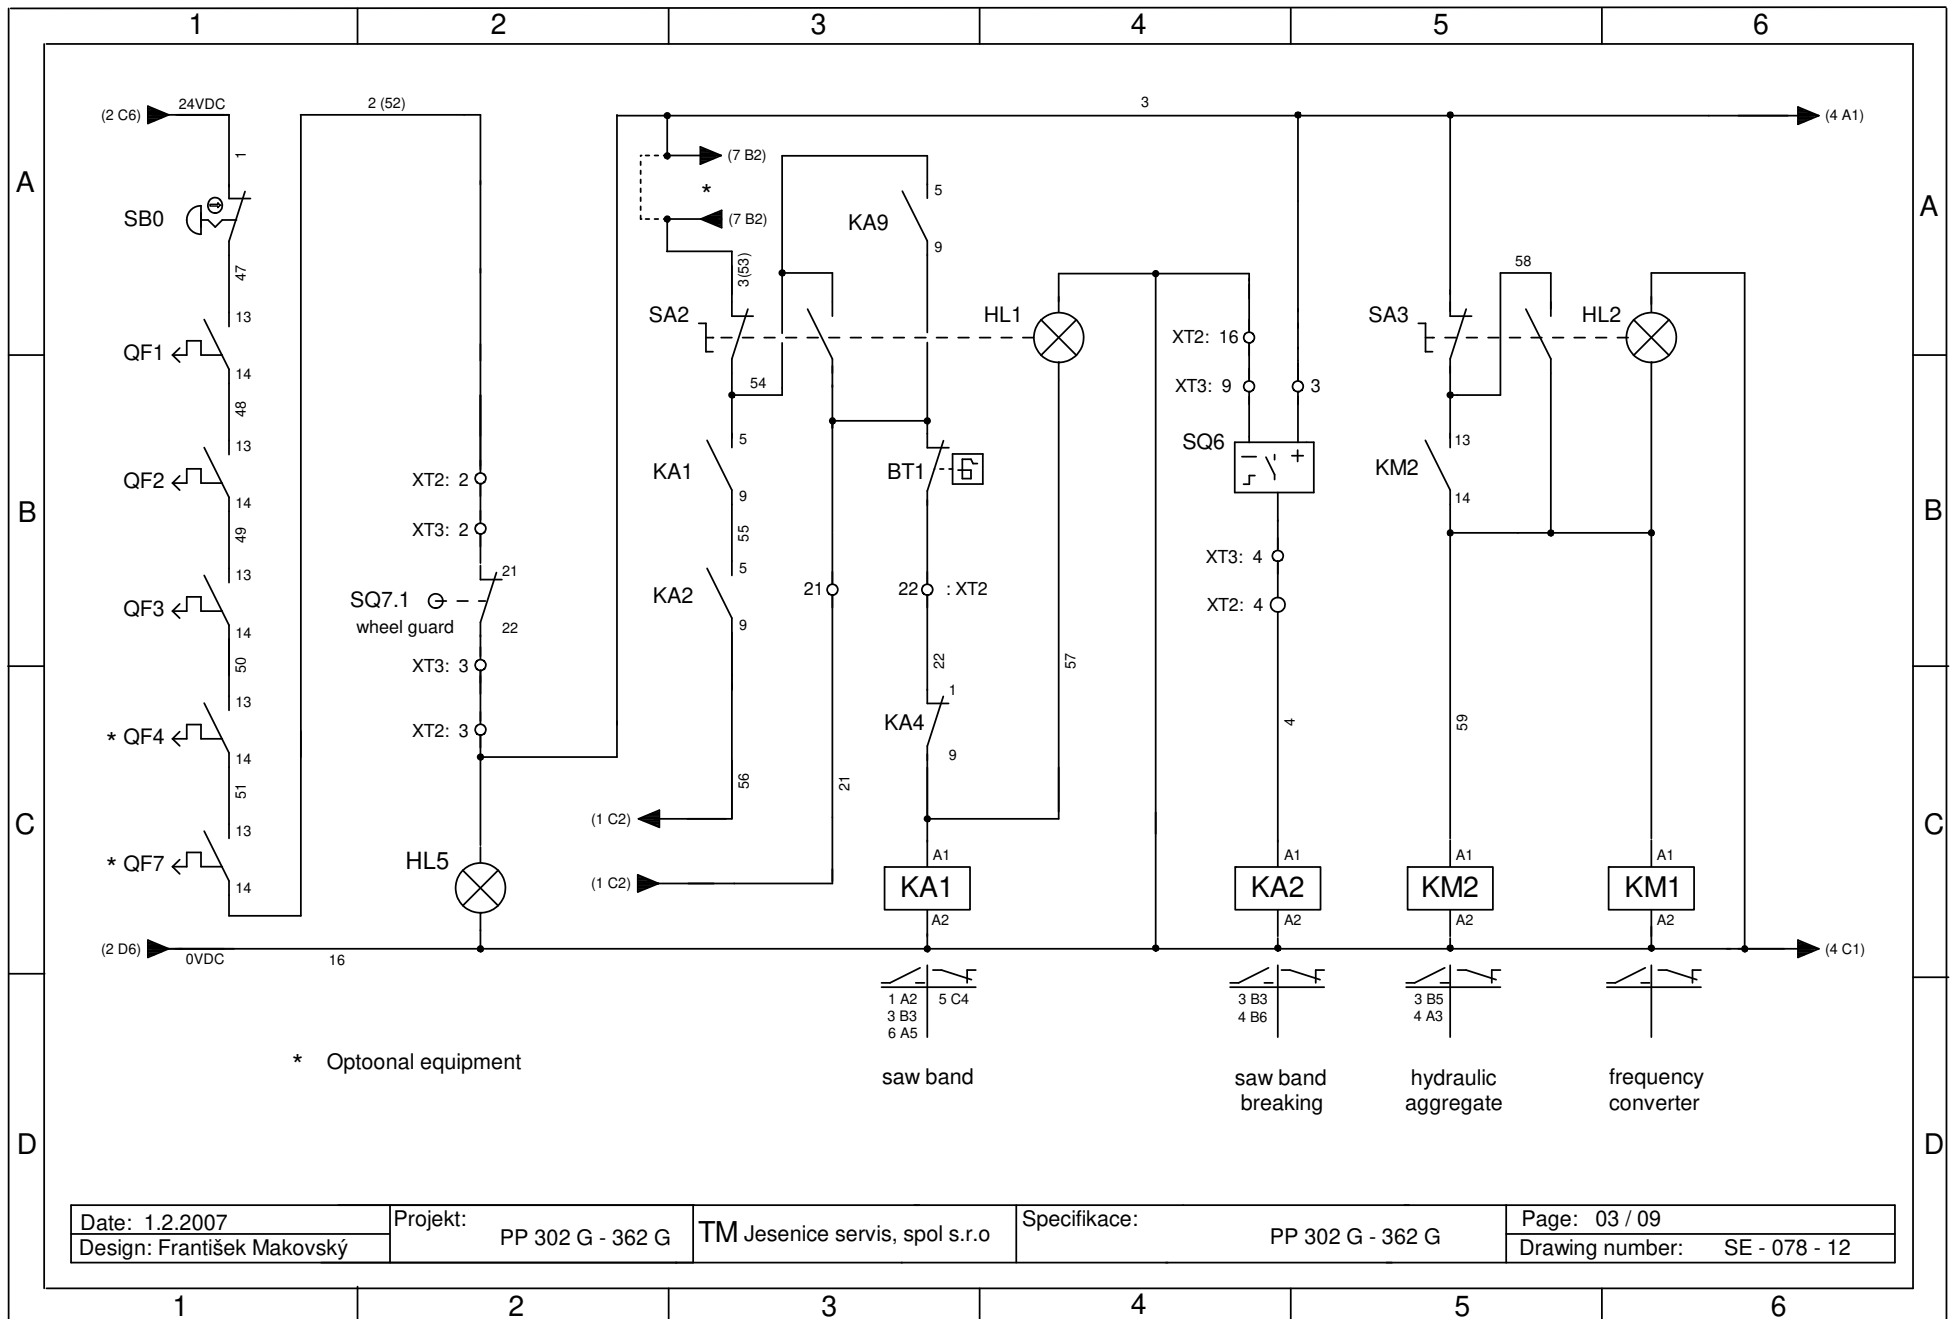 1 2 3 4 5 6
A
B
C
D
A
B
C
D
(2 C6) 24VDC
2 (52)
3
(4 A1)
1
SB0
47
13
QF1
14
48
13
QF2
14
49
13
QF3
14
50
13
* QF4
14
51
13
* QF7
14
(2 D6)
0VDC
16
XT2: 2
XT3: 2
21
SQ7.1
wheel guard
22
XT3: 3
XT2: 3
HL5
(7 B2)
*
(7 B2)
3(53)
SA2
54
5
KA1
9
55
5
KA2
9
56
(1 C2)
(1 C2)
5
KA9
9
BT1
21
22 : XT2
22
21
1
KA4
9
A1
KA1
A2
HL1
57
XT2: 16
XT3: 9
3
SQ6
− +
XT3: 4
XT2: 4
4
A1
KA2
A2
SA3
58
13
KM2
14
59
A1
KM2
A2
HL2
A1
KM1
A2
(4 C1)
1 A2 5 C4
3 B3
6 A5
saw band
3 B3
4 B6
saw band
breaking
3 B5
4 A3
hydraulic
aggregate
frequency
converter
* Optoonal equipment
Date: 1.2.2007
Design: František Makovský
Projekt:
PP 302 G - 362 G
TM Jesenice servis, spol s.r.o
Specifikace:
PP 302 G - 362 G
Page: 03 / 09
Drawing number: SE - 078 - 12
1 2 3 4 5 6